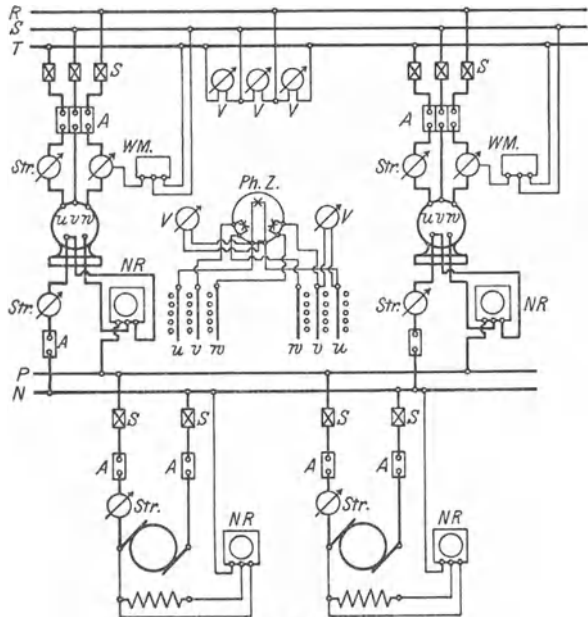 R
S
T
S
S
V V V
A
A
WM.
WM.
Str.
Str.
Ph. Z.
V
V
u v w
u v w
NR
NR
Str.
Str.
A
A
u v w
w v u
P
N
S
S
S
S
A
A
A
A
Str.
Str.
NR
NR